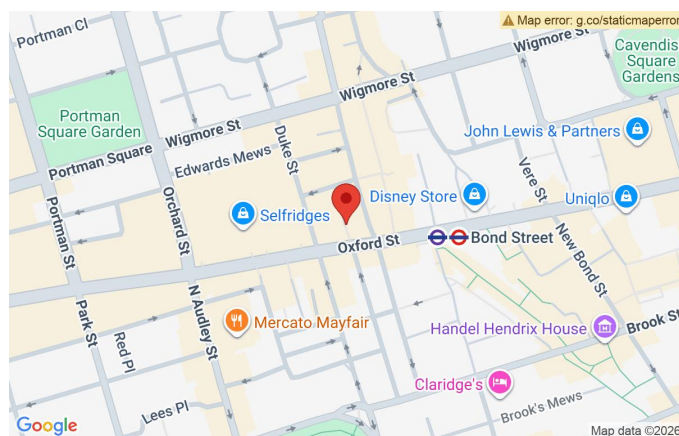 Map error: g.co/staticmaperror
Portman Cl
Wigmore St
Cavendis
Square
Gardens
Wigmore St
Portman
Square Garden
Wigmore St
John Lewis & Partners
Duke St
Portman Square
Edwards Mews
Vere St
Orchard St
Portman St
Selfridges
Disney Store
Uniqlo
Oxford St
Bond Street
New Bond St
N Audley St
Park St
Red Pl
Mercato Mayfair
Handel Hendrix House
Brook St
Claridge's
Lees Pl
Brook's Mews
Google
Map data ©2026